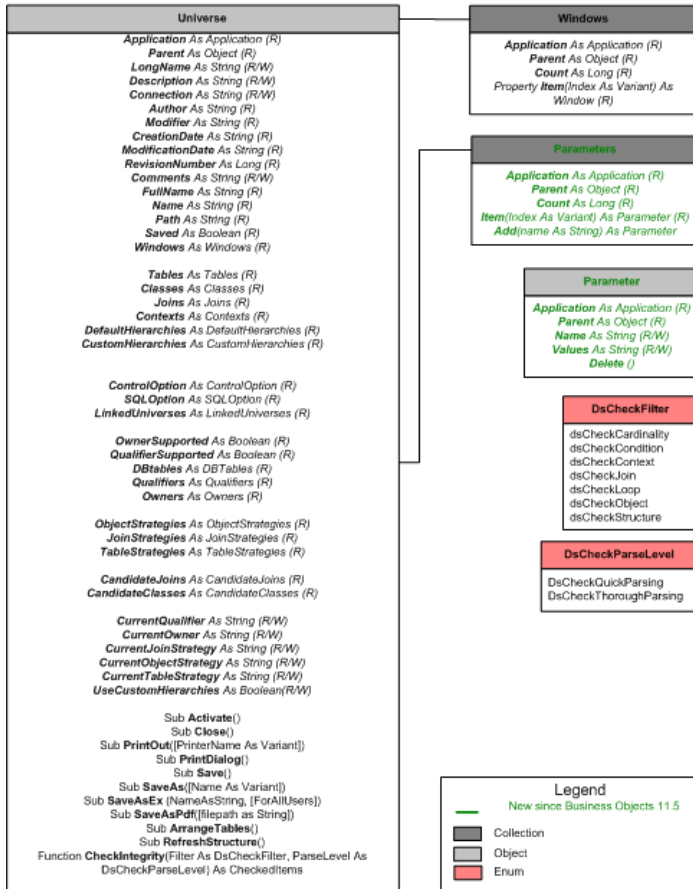 Universe
Application As Application (R)
Parent As Object (R)
LongName As String (R/W)
Description As String (R/W)
Connection As String (R/W)
Author As String (R)
Modifier As String (R)
CreationDate As String (R)
ModificationDate As String (R)
RevisionNumber As Long (R)
Comments As String (R/W)
FullName As String (R)
Name As String (R)
Path As String (R)
Saved As Boolean (R)
Windows As Windows (R)
Tables As Tables (R)
Classes As Classes (R)
Joins As Joins (R)
Contexts As Contexts (R)
DefaultHierarchies As DefaultHierarchies (R)
CustomHierarchies As CustomHierarchies (R)
ControlOption As ControlOption (R)
SQLOption As SQLOption (R)
LinkedUniverses As LinkedUniverses (R)
OwnerSupported As Boolean (R)
QualifierSupported As Boolean (R)
DBtables As DBTables (R)
Qualifiers As Qualifiers (R)
Owners As Owners (R)
ObjectStrategies As ObjectStrategies (R)
JoinStrategies As JoinStrategies (R)
TableStrategies As TableStrategies (R)
CandidateJoins As CandidateJoins (R)
CandidateClasses As CandidateClasses (R)
CurrentQualifier As String (R/W)
CurrentOwner As String (R/W)
CurrentJoinStrategy As String (R/W)
CurrentObjectStrategy As String (R/W)
CurrentTableStrategy As String (R/W)
UseCustomHierarchies As Boolean(R/W)
Sub Activate()
Sub Close()
Sub PrintOut([PrinterName As Variant])
Sub PrintDialog()
Sub Save()
Sub SaveAs([Name As Variant])
Sub SaveAsEx (NameAsString, [ForAllUsers])
Sub SaveAsPdf([filepath as String])
Sub ArrangeTables()
Sub RefreshStructure()
Function CheckIntegrity(Filter As DsCheckFilter, ParseLevel As
DsCheckParseLevel) As CheckedItems
Windows
Application As Application (R)
Parent As Object (R)
Count As Long (R)
Property Item(Index As Variant) As
Window (R)
Parameters
Application As Application (R)
Parent As Object (R)
Count As Long (R)
Item(Index As Variant) As Parameter (R)
Add(name As String) As Parameter
Parameter
Application As Application (R)
Parent As Object (R)
Name As String (R/W)
Values As String (R/W)
Delete ()
DsCheckFilter
dsCheckCardinality
dsCheckCondition
dsCheckContext
dsCheckJoin
dsCheckLoop
dsCheckObject
dsCheckStructure
DsCheckParseLevel
DsCheckQuickParsing
DsCheckThoroughParsing
Legend
New since Business Objects 11.5
Collection
Object
Enum